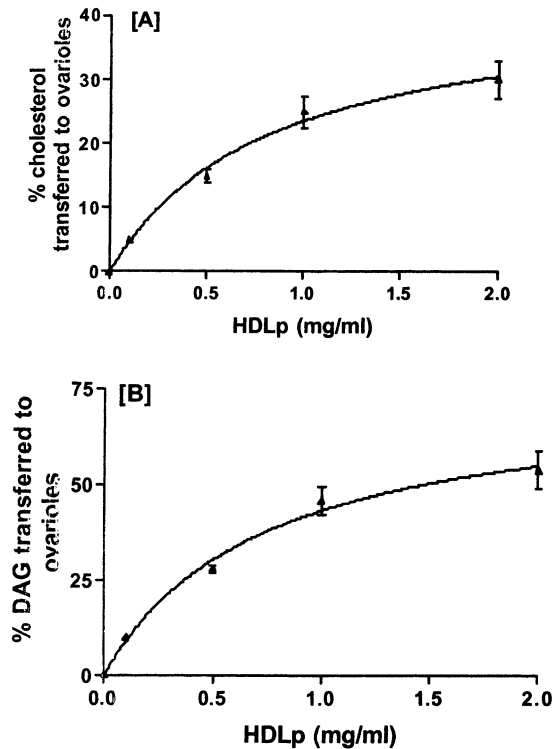 [A]
% cholesterol
transferred to ovarioles
40
30
20
10
0
0.0 0.5 1.0 1.5 2.0
HDLp (mg/ml)
[B]
% DAG transferred to
ovarioles
75
50
25
0
0.0 0.5 1.0 1.5 2.0
HDLp (mg/ml)